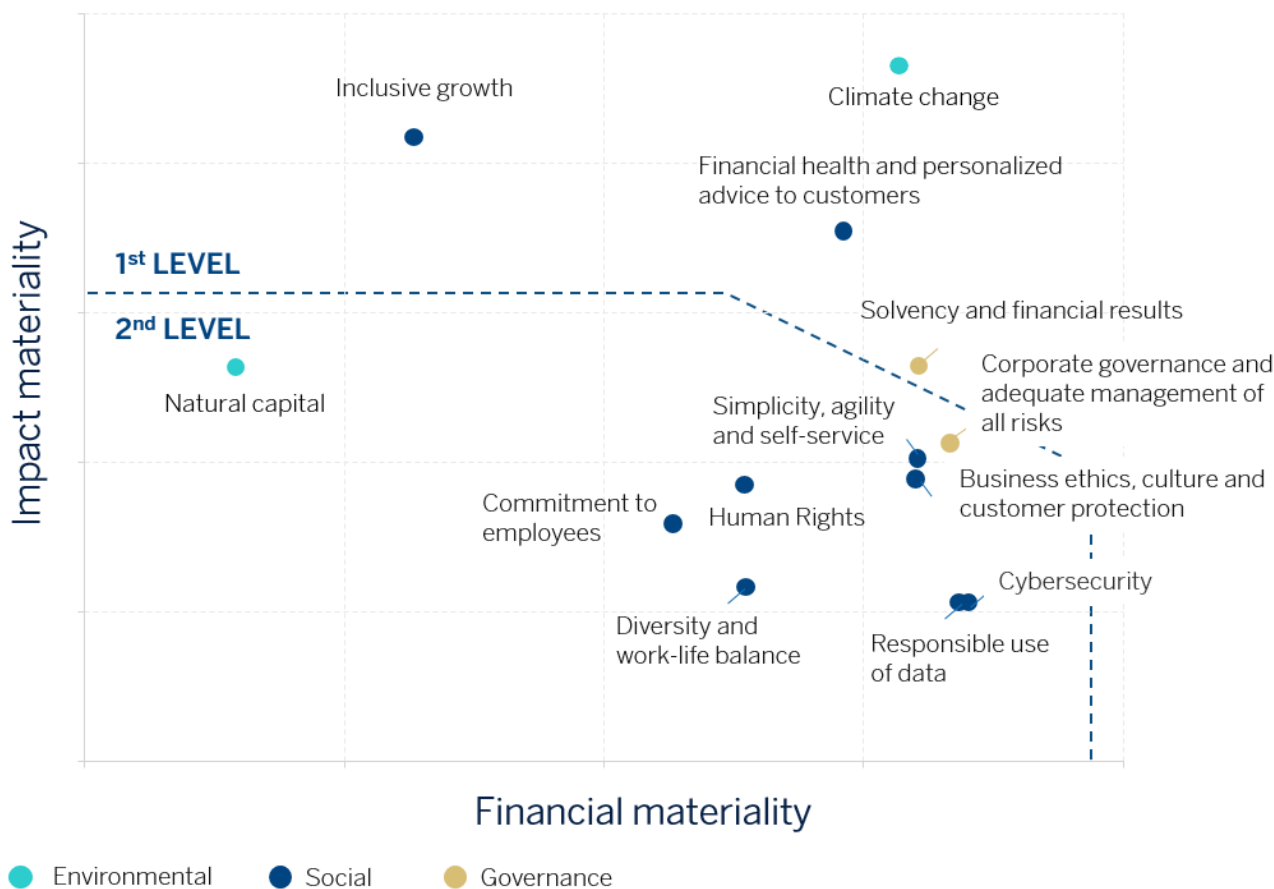 Inclusive growth
Climate change
Financial health and personalized
advice to customers
1st LEVEL
2nd LEVEL
Solvency and financial results
Corporate governance and
adequate management of
all risks
Natural capital
Simplicity, agility
and self-service
Business ethics, culture and
customer protection
Commitment to
employees
Human Rights
Cybersecurity
Diversity and
work-life balance
Responsible use
of data
Impact materiality
Financial materiality
Environmental
Social
Governance